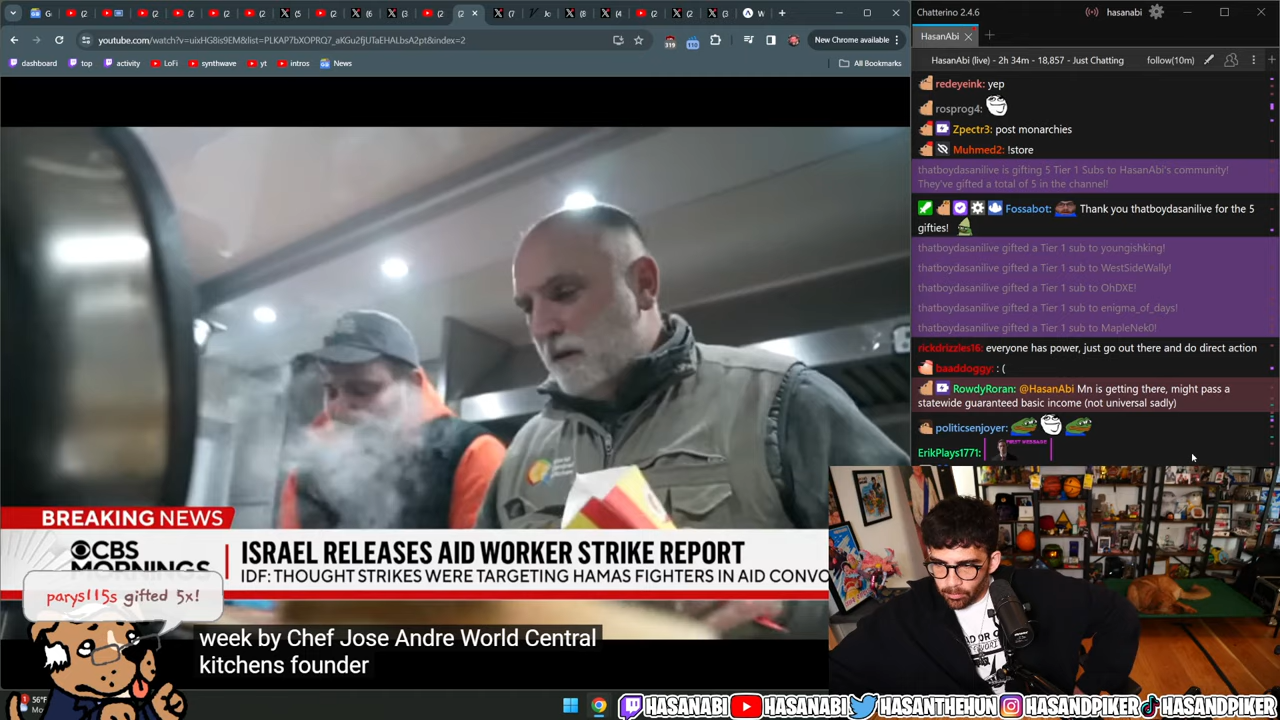 New Chrome available
youtube.com/watch?v=uixHG8is9EM&list=PLKAP7bXOPRQ7_aKGu2fjUTaEHALbsA2pt&index=2
319
110
dashboard
top
activity
LoFi
synthwave
yt
intros
News
All Bookmarks
BREAKING NEWS
CBS
MORNINGS
ISRAEL RELEASES AID WORKER STRIKE REPORT
IDF: THOUGHT STRIKES WERE TARGETING HAMAS FIGHTERS IN AID CONVO
parys115s gifted 5x!
week by Chef Jose Andre World Central
kitchens founder
56°F
Chatterino 2.4.6
hasanabi
HasanAbi
HasanAbi (live) - 2h 34m - 18,857 - Just Chatting
follow(10m)
redeyeink: yep
rosprog4:
Zpectr3: post monarchies
Muhmed2: !store
thatboydasanilive is gifting 5 Tier 1 Subs to HasanAbi's community!
They've gifted a total of 5 in the channel!
Fossabot: Thank you thatboydasanilive for the 5
gifties!
thatboydasanilive gifted a Tier 1 sub to youngishking!
thatboydasanilive gifted a Tier 1 sub to WestSideWally!
thatboydasanilive gifted a Tier 1 sub to OhDXE!
thatboydasanilive gifted a Tier 1 sub to enigma_of_days!
thatboydasanilive gifted a Tier 1 sub to MapleNek0!
rickdrizzles16: everyone has power, just go out there and do direct action
baaddoggy: : (
RowdyRoran: @HasanAbi Mn is getting there, might pass a
statewide guaranteed basic income (not universal sadly)
politicsenjoyer:
ErikPlays1771:
HASANABI
HASANABI
HASANTHEHUN
HASANDPIKER
HASANDPIKER